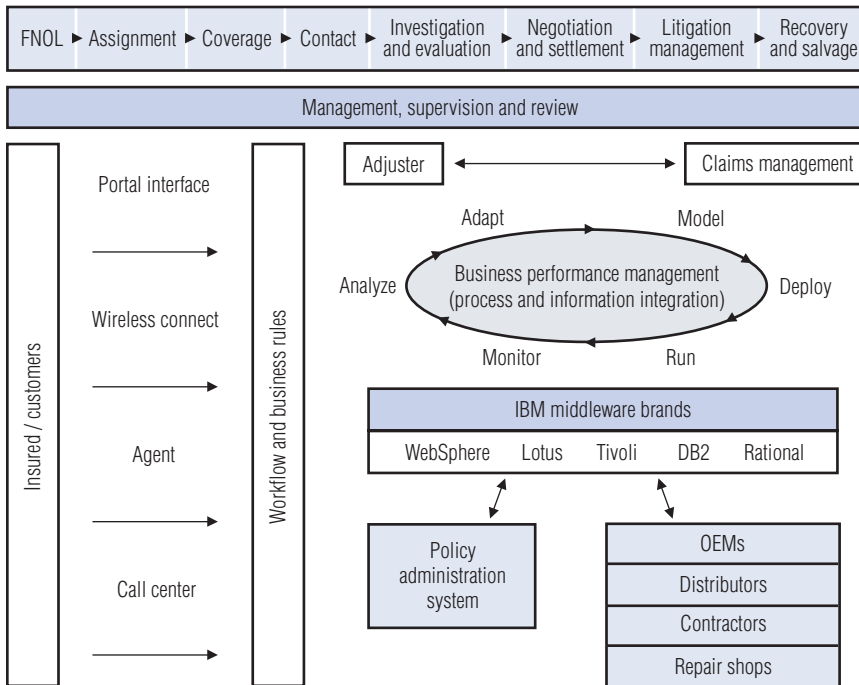 FNOL
Assignment
Coverage
Contact
Investigation
and evaluation
Negotiation
and settlement
Litigation
management
Recovery
and salvage
Management, supervision and review
Insured / customers
Portal interface
Wireless connect
Agent
Call center
Workflow and business rules
Adjuster
Claims management
Adapt
Model
Analyze
Business performance management
(process and information integration)
Deploy
Monitor
Run
IBM middleware brands
WebSphere
Lotus
Tivoli
DB2
Rational
Policy
administration
system
OEMs
Distributors
Contractors
Repair shops